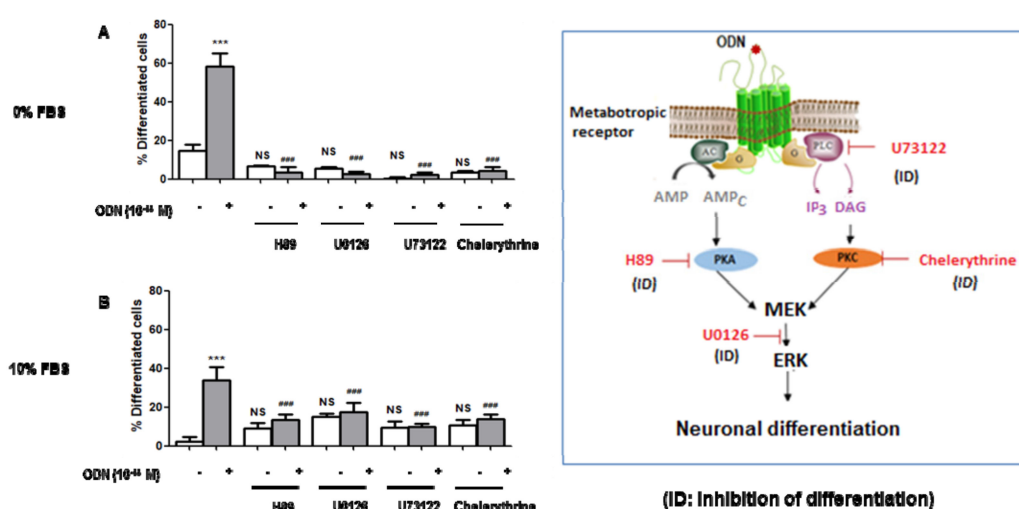 A
80
60
40
20
0
% Differentiated cells
0% FBS
***
NS ### NS ### NS ### NS ###
ODN (10⁻¹¹ M) - + - + - + - + - +
H89 U0126 U73122 Chelerythrine
B
80
60
40
20
0
% Differentiated cells
10% FBS
***
NS ### NS ### NS ### NS ###
ODN M) - + - + - + - + - +
H89 U0126 U73122 Chelerythrine
ODN
Metabotropic
receptor
AC G G PLC
U73122
(ID)
AMP AMPC
IP3 DAG
H89
(ID)
PKA
PKC
Chelerythrine
(ID)
MEK
U0126
(ID)
ERK
Neuronal differentiation
(ID: Inhibition of differentiation)